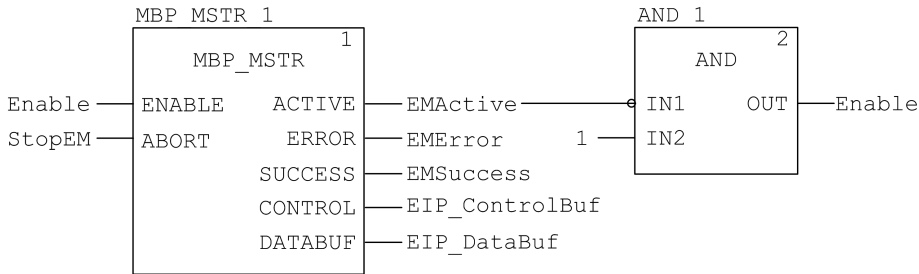 MBP MSTR 1
AND 1
1
2
MBP_MSTR
AND
Enable
ENABLE
ACTIVE
EMActive
IN1
OUT
Enable
StopEM
ABORT
ERROR
EMError
1
IN2
SUCCESS
EMSuccess
CONTROL
EIP_ControlBuf
DATABUF
EIP_DataBuf